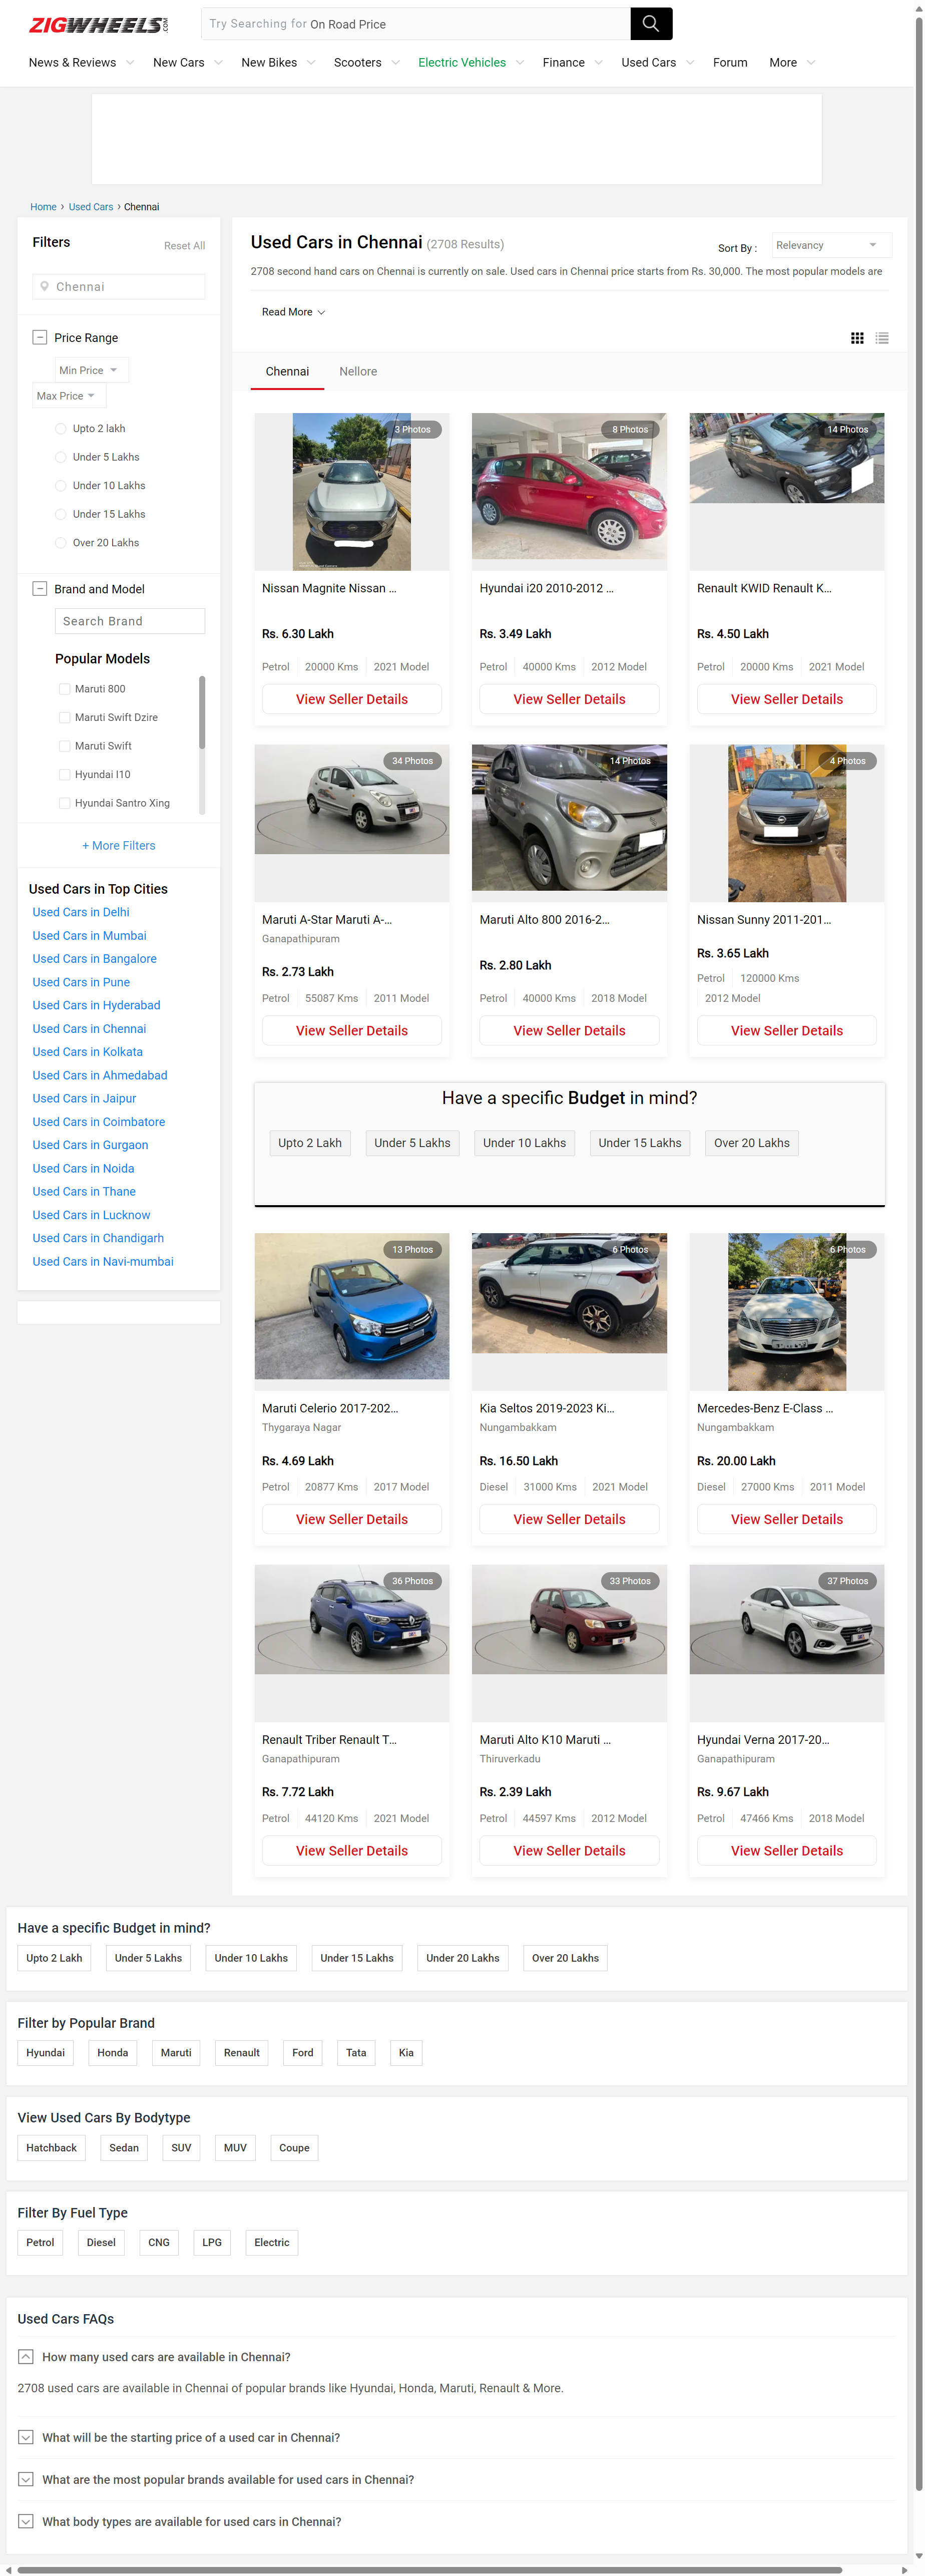 ZIGWHEELS.COM
Try Searching for On Road Price
News & Reviews
New Cars
New Bikes
Scooters
Electric Vehicles
Finance
Used Cars
Forum
More
Home › Used Cars › Chennai
Filters
Reset All
Chennai
Price Range
Min Price
Max Price
Upto 2 lakh
Under 5 Lakhs
Under 10 Lakhs
Under 15 Lakhs
Over 20 Lakhs
Brand and Model
Search Brand
Popular Models
Maruti 800
Maruti Swift Dzire
Maruti Swift
Hyundai I10
Hyundai Santro Xing
+ More Filters
Used Cars in Top Cities
Used Cars in Delhi
Used Cars in Mumbai
Used Cars in Bangalore
Used Cars in Pune
Used Cars in Hyderabad
Used Cars in Chennai
Used Cars in Kolkata
Used Cars in Ahmedabad
Used Cars in Jaipur
Used Cars in Coimbatore
Used Cars in Gurgaon
Used Cars in Noida
Used Cars in Thane
Used Cars in Lucknow
Used Cars in Chandigarh
Used Cars in Navi-mumbai
Used Cars in Chennai (2708 Results)
Sort By :
Relevancy
2708 second hand cars on Chennai is currently on sale. Used cars in Chennai price starts from Rs. 30,000. The most popular models are
Read More
Chennai
Nellore
3 Photos
Nissan Magnite Nissan ...
Rs. 6.30 Lakh
Petrol 20000 Kms 2021 Model
View Seller Details
8 Photos
Hyundai i20 2010-2012 ...
Rs. 3.49 Lakh
Petrol 40000 Kms 2012 Model
View Seller Details
14 Photos
Renault KWID Renault K...
Rs. 4.50 Lakh
Petrol 20000 Kms 2021 Model
View Seller Details
34 Photos
Maruti A-Star Maruti A-...
Ganapathipuram
Rs. 2.73 Lakh
Petrol 55087 Kms 2011 Model
View Seller Details
14 Photos
Maruti Alto 800 2016-2...
Rs. 2.80 Lakh
Petrol 40000 Kms 2018 Model
View Seller Details
4 Photos
Nissan Sunny 2011-201...
Rs. 3.65 Lakh
Petrol 120000 Kms
2012 Model
View Seller Details
Have a specific Budget in mind?
Upto 2 Lakh
Under 5 Lakhs
Under 10 Lakhs
Under 15 Lakhs
Over 20 Lakhs
13 Photos
Maruti Celerio 2017-202...
Thygaraya Nagar
Rs. 4.69 Lakh
Petrol 20877 Kms 2017 Model
View Seller Details
6 Photos
Kia Seltos 2019-2023 Ki...
Nungambakkam
Rs. 16.50 Lakh
Diesel 31000 Kms 2021 Model
View Seller Details
6 Photos
Mercedes-Benz E-Class ...
Nungambakkam
Rs. 20.00 Lakh
Diesel 27000 Kms 2011 Model
View Seller Details
36 Photos
Renault Triber Renault T...
Ganapathipuram
Rs. 7.72 Lakh
Petrol 44120 Kms 2021 Model
View Seller Details
33 Photos
Maruti Alto K10 Maruti ...
Thiruverkadu
Rs. 2.39 Lakh
Petrol 44597 Kms 2012 Model
View Seller Details
37 Photos
Hyundai Verna 2017-20...
Ganapathipuram
Rs. 9.67 Lakh
Petrol 47466 Kms 2018 Model
View Seller Details
Have a specific Budget in mind?
Upto 2 Lakh
Under 5 Lakhs
Under 10 Lakhs
Under 15 Lakhs
Under 20 Lakhs
Over 20 Lakhs
Filter by Popular Brand
Hyundai
Honda
Maruti
Renault
Ford
Tata
Kia
View Used Cars By Bodytype
Hatchback
Sedan
SUV
MUV
Coupe
Filter By Fuel Type
Petrol
Diesel
CNG
LPG
Electric
Used Cars FAQs
How many used cars are available in Chennai?
2708 used cars are available in Chennai of popular brands like Hyundai, Honda, Maruti, Renault & More.
What will be the starting price of a used car in Chennai?
What are the most popular brands available for used cars in Chennai?
What body types are available for used cars in Chennai?